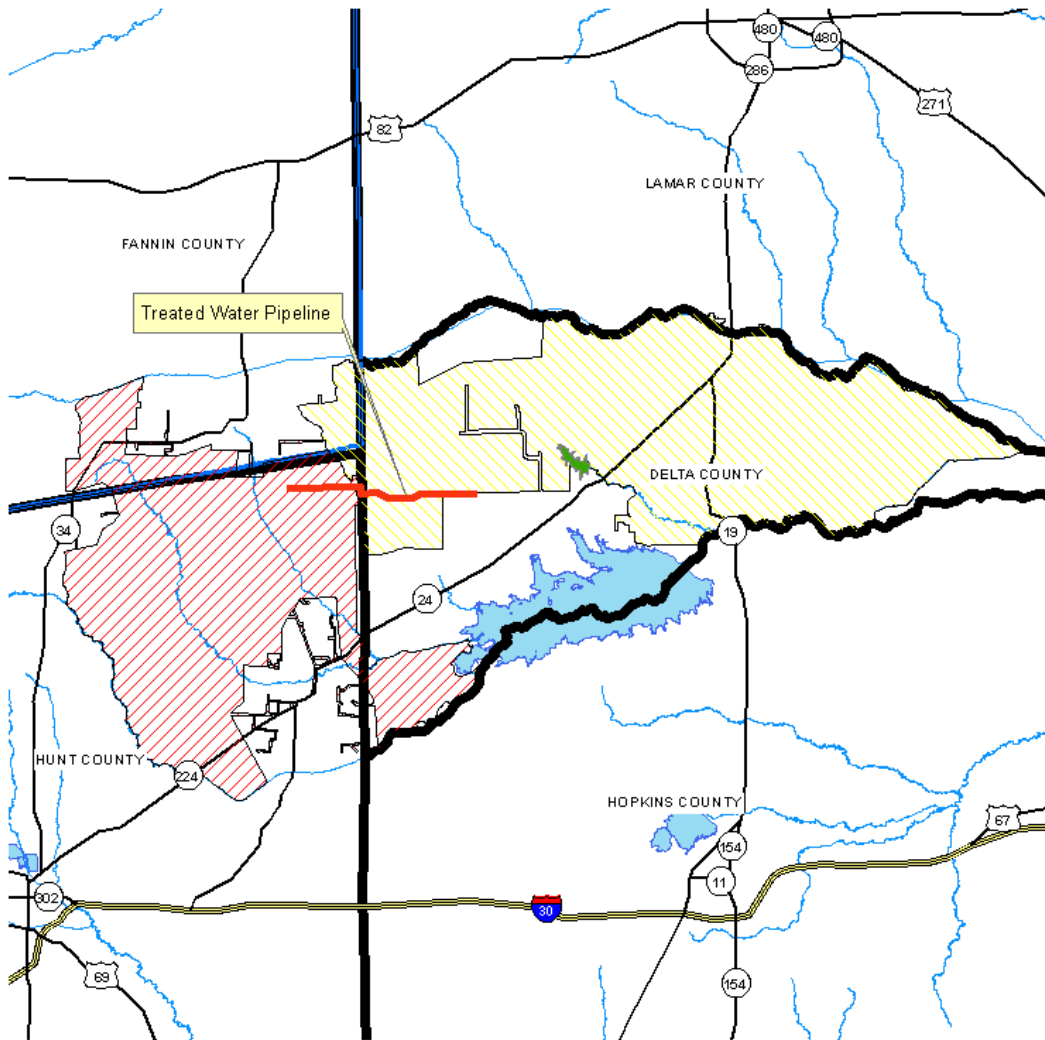 480
480
286
271
82
LAMAR COUNTY
FANNIN COUNTY
Treated Water Pipeline
DELTA COUNTY
34
19
24
HUNT COUNTY
224
HOPKINS COUNTY
67
154
11
302
30
69
154